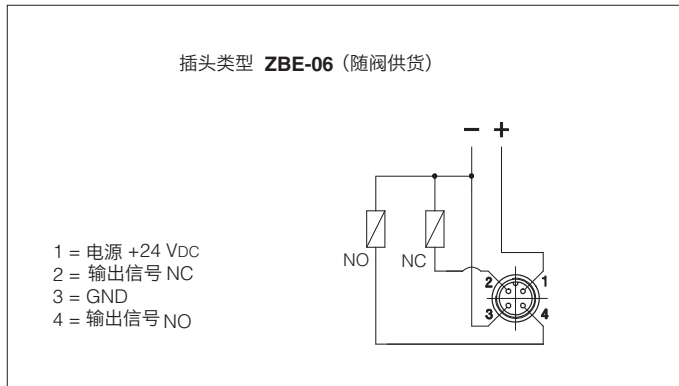 插头类型 ZBE-06（随阀供货）
− +
NO NC
2 1
3 4
1 = 电源 +24 VDC
2 = 输出信号 NC
3 = GND
4 = 输出信号 NO